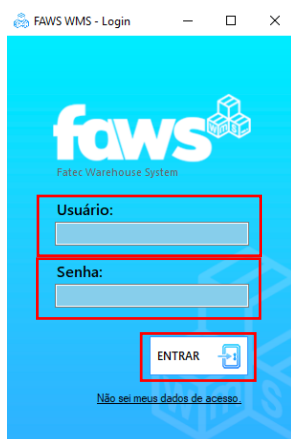 FAWS WMS - Login
faws
WMS
Fatec Warehouse System
Usuário:
Senha:
ENTRAR
Não sei meus dados de acesso.